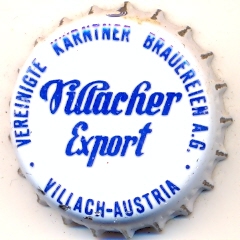 · VEREINIGTE KÄRNTNER BRAUEREIEN A.G. ·
Villacher
Export
VILLACH-AUSTRIA